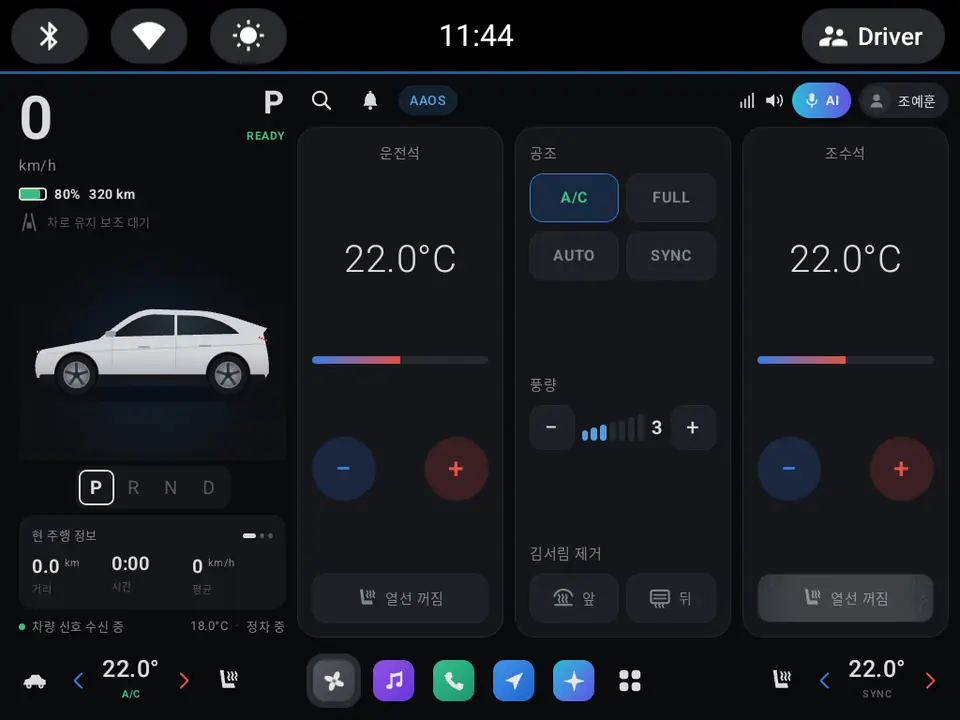 11:44
Driver
0
P
READY
km/h
80% 320 km
차로 유지 보조 대기
P R N D
현 주행 정보
0.0 km
0:00
0 km/h
거리
시간
평균
차량 신호 수신 중
18.0°C · 정차 중
AAOS
AI
조예훈
운전석
22.0°C
−
+
열선 꺼짐
공조
A/C
FULL
AUTO
SYNC
풍량
−
3
+
김서림 제거
앞
뒤
조수석
22.0°C
−
+
열선 꺼짐
22.0°
A/C
22.0°
SYNC